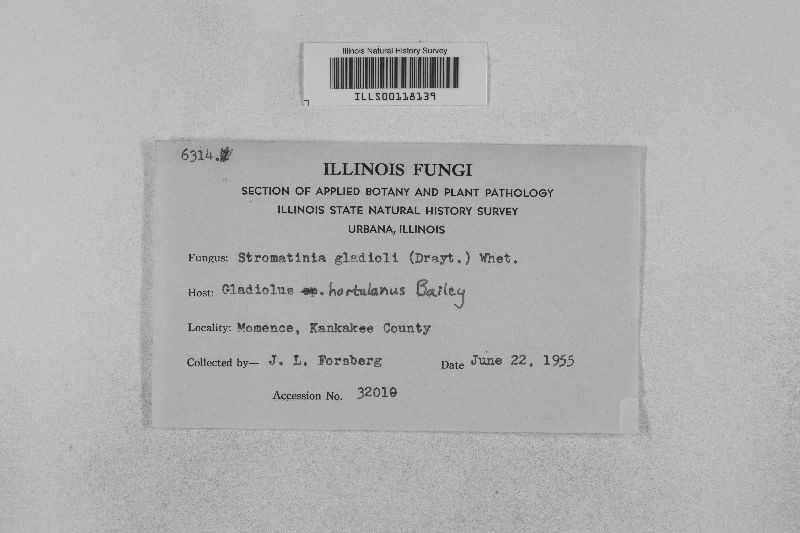 Illinois Natural History Survey
ILLS00118139
6314.
ILLINOIS FUNGI
SECTION OF APPLIED BOTANY AND PLANT PATHOLOGY
ILLINOIS STATE NATURAL HISTORY SURVEY
URBANA, ILLINOIS
Fungus: Stromatinia gladioli (Drayt.) Whet.
Host: Gladiolus sp. hortulanus Bailey
Locality: Momence, Kankakee County
Collected by— J. L. Forsberg Date June 22, 1955
Accession No. 32010